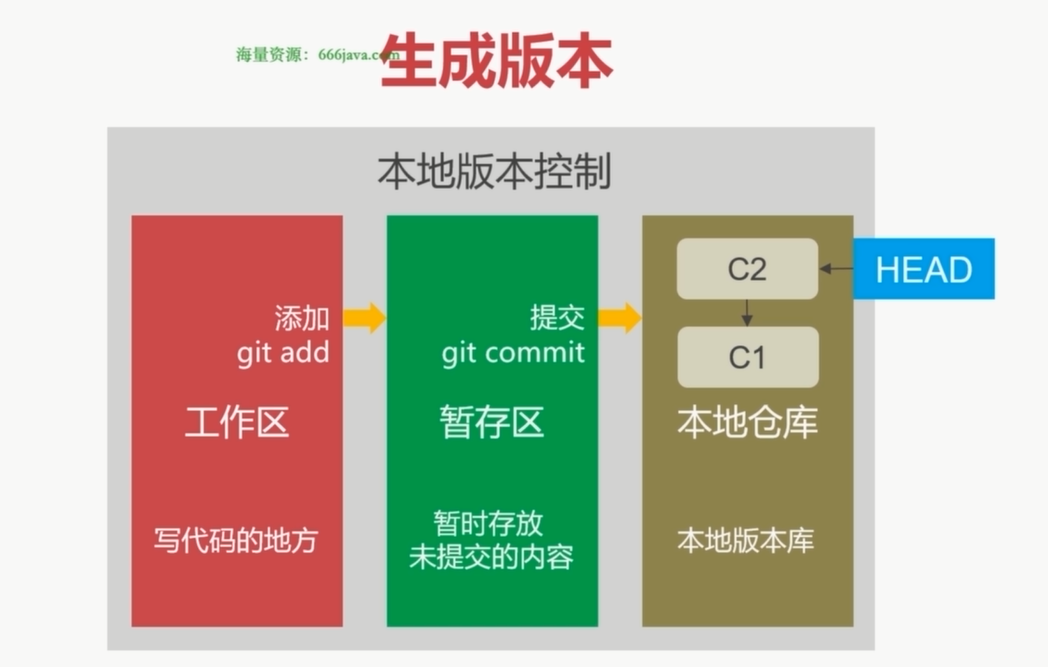 海量资源：666java.com
生成版本
本地版本控制
添加
git add
工作区
写代码的地方
提交
git commit
暂存区
暂时存放
未提交的内容
C2
C1
本地仓库
本地版本库
HEAD